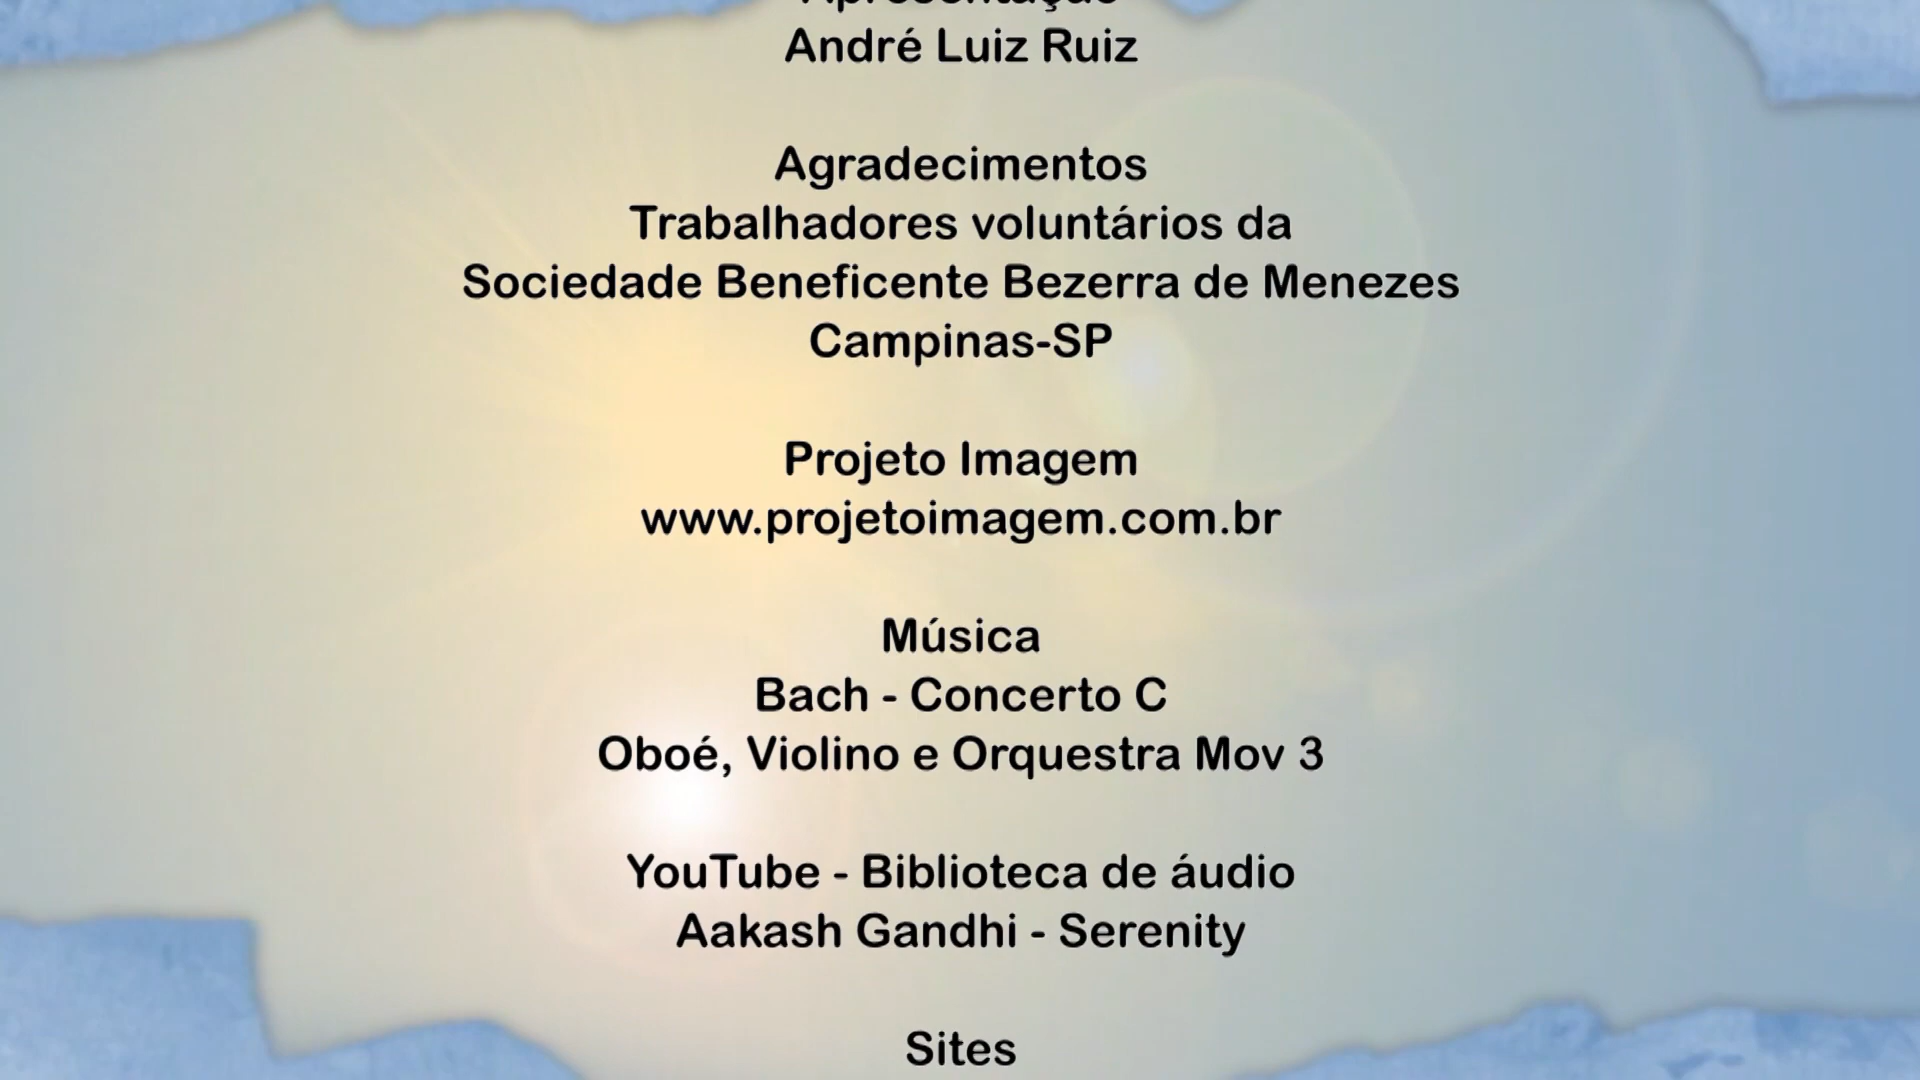 Apresentação
André Luiz Ruiz
Agradecimentos
Trabalhadores voluntários da
Sociedade Beneficente Bezerra de Menezes
Campinas-SP
Projeto Imagem
www.projetoimagem.com.br
Música
Bach - Concerto C
Oboé, Violino e Orquestra Mov 3
YouTube - Biblioteca de áudio
Aakash Gandhi - Serenity
Sites